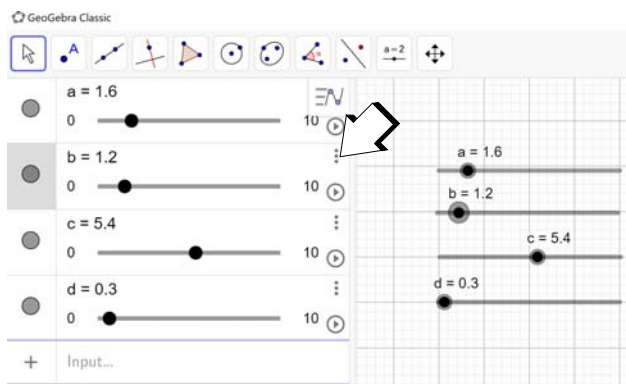 GeoGebra Classic
A
a=2
a = 1.6
0 10
b = 1.2
0 10
c = 5.4
0 10
d = 0.3
0 10
+ Input...
a = 1.6
b = 1.2
c = 5.4
d = 0.3